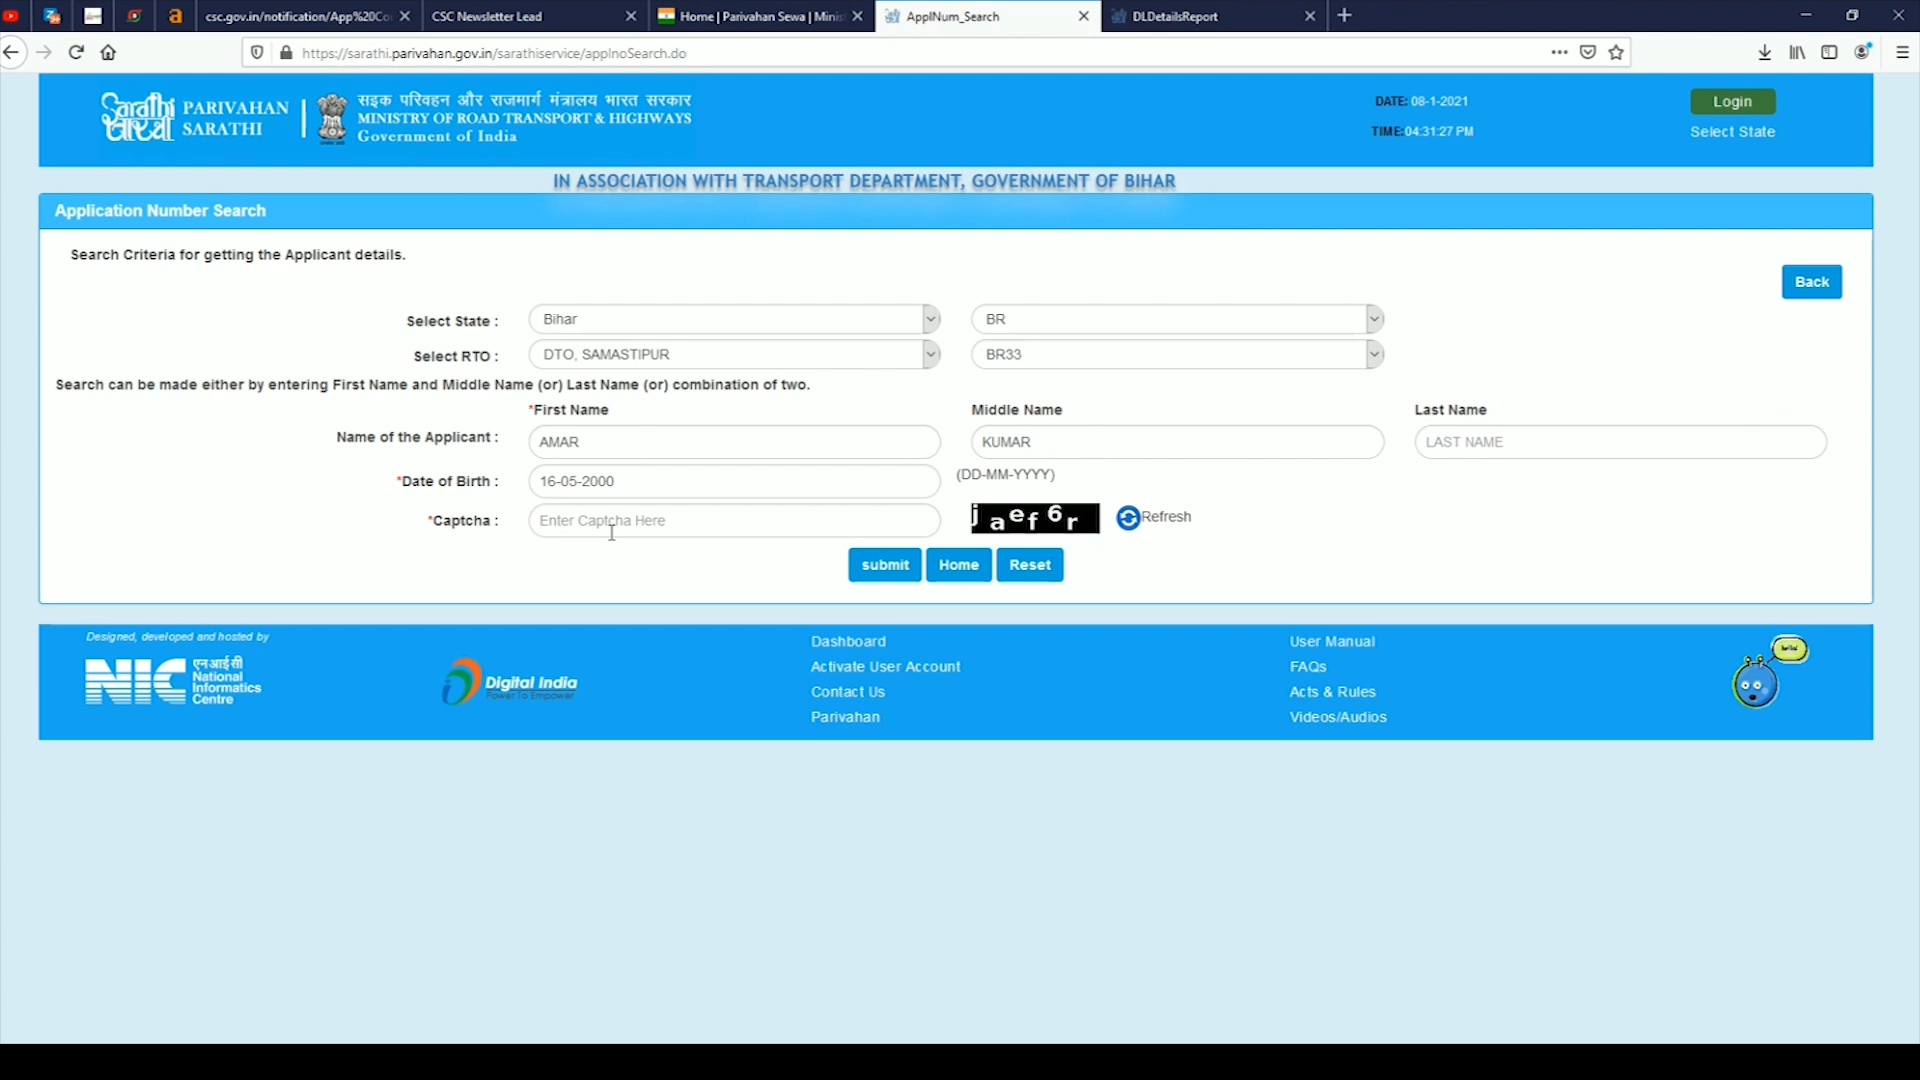 csc.gov.in/notification/App%20Co
CSC Newsletter Lead
Home | Parivahan Sewa | Minis
ApplNum_Search
DLDetailsReport
https://sarathi.parivahan.gov.in/sarathiservice/applnoSearch.do
Sarathi
PARIVAHAN
SARATHI
सड़क परिवहन और राजमार्ग मंत्रालय भारत सरकार
MINISTRY OF ROAD TRANSPORT & HIGHWAYS
Government of India
DATE: 08-1-2021
TIME:04:31:27 PM
Login
Select State
IN ASSOCIATION WITH TRANSPORT DEPARTMENT, GOVERNMENT OF BIHAR
Application Number Search
Search Criteria for getting the Applicant details.
Back
Select State : Bihar BR
Select RTO : DTO, SAMASTIPUR BR33
Search can be made either by entering First Name and Middle Name (or) Last Name (or) combination of two.
*First Name Middle Name Last Name
Name of the Applicant : AMAR KUMAR LAST NAME
*Date of Birth : 16-05-2000 (DD-MM-YYYY)
*Captcha : Enter Captcha Here jaef6r Refresh
submit Home Reset
Designed, developed and hosted by
NIC
एन आई सी
National
Informatics
Centre
Digital India
Power To Empower
Dashboard
Activate User Account
Contact Us
Parivahan
User Manual
FAQs
Acts & Rules
Videos/Audios